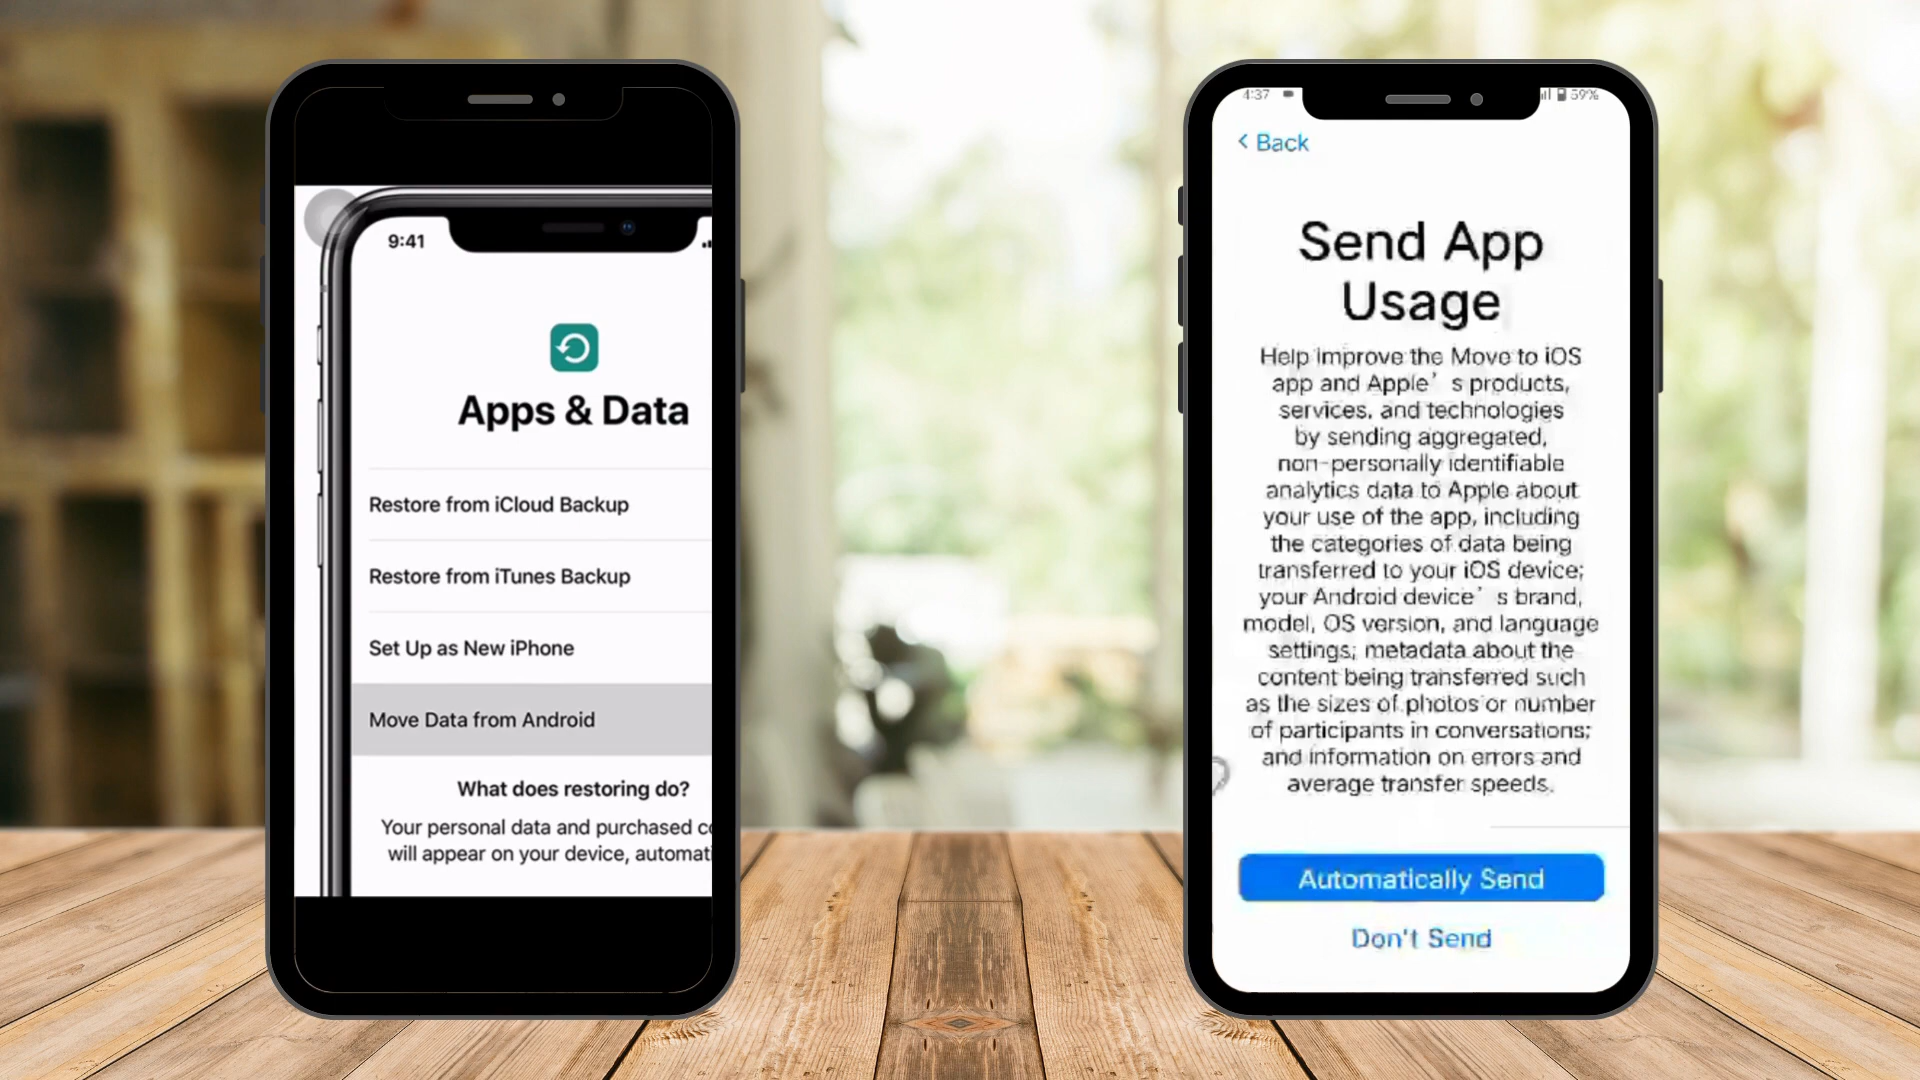 9:41
Apps & Data
Restore from iCloud Backup
Restore from iTunes Backup
Set Up as New iPhone
Move Data from Android
What does restoring do?
Your personal data and purchased c
will appear on your device, automati
4:37 59%
< Back
Send App
Usage
Help improve the Move to iOS
app and Apple's products,
services, and technologies
by sending aggregated,
non-personally identifiable
analytics data to Apple about
your use of the app, including
the categories of data being
transferred to your iOS device;
your Android device's brand,
model, OS version, and language
settings; metadata about the
content being transferred such
as the sizes of photos or number
of participants in conversations;
and information on errors and
average transfer speeds.
Automatically Send
Don't Send